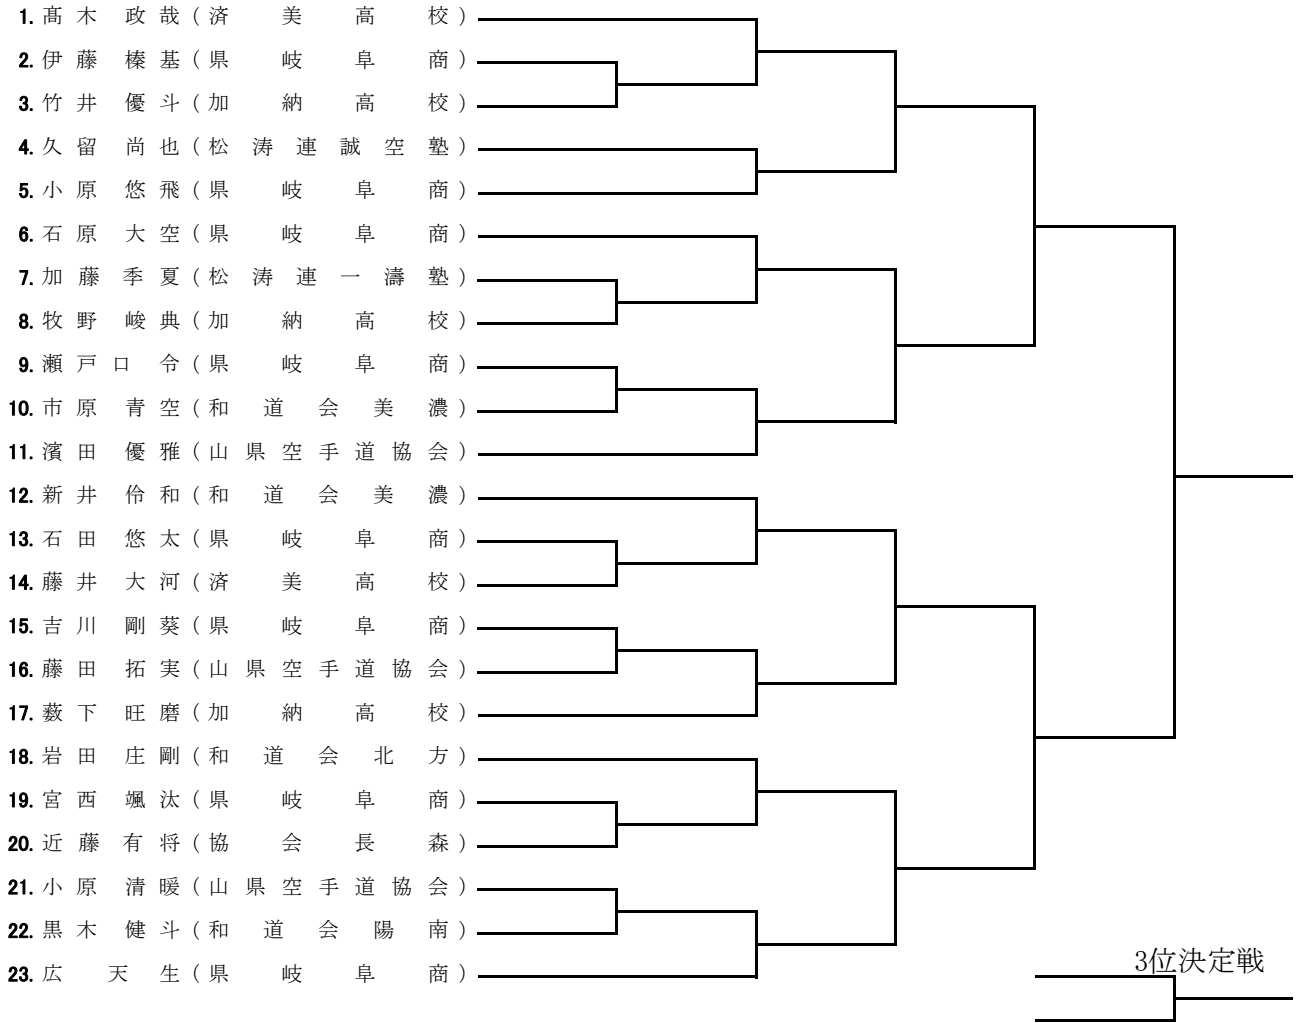 1. 髙木 政哉(済美高校)
2. 伊藤 榛基(県岐阜商)
3. 竹井 優斗(加納高校)
4. 久留 尚也(松涛連誠空塾)
5. 小原 悠飛(県岐阜商)
6. 石原 大空(県岐阜商)
7. 加藤 季夏(松涛連一濤塾)
8. 牧野 峻典(加納高校)
9. 瀬戸口 令(県岐阜商)
10. 市原 青空(和道会美濃)
11. 濱田 優雅(山県空手道協会)
12. 新井 伶和(和道会美濃)
13. 石田 悠太(県岐阜商)
14. 藤井 大河(済美高校)
15. 吉川 剛葵(県岐阜商)
16. 藤田 拓実(山県空手道協会)
17. 薮下 旺磨(加納高校)
18. 岩田 庄剛(和道会北方)
19. 宮西 颯汰(県岐阜商)
20. 近藤 有将(協会長森)
21. 小原 清暖(山県空手道協会)
22. 黒木 健斗(和道会陽南)
23. 広 天生(県岐阜商)
3位決定戦